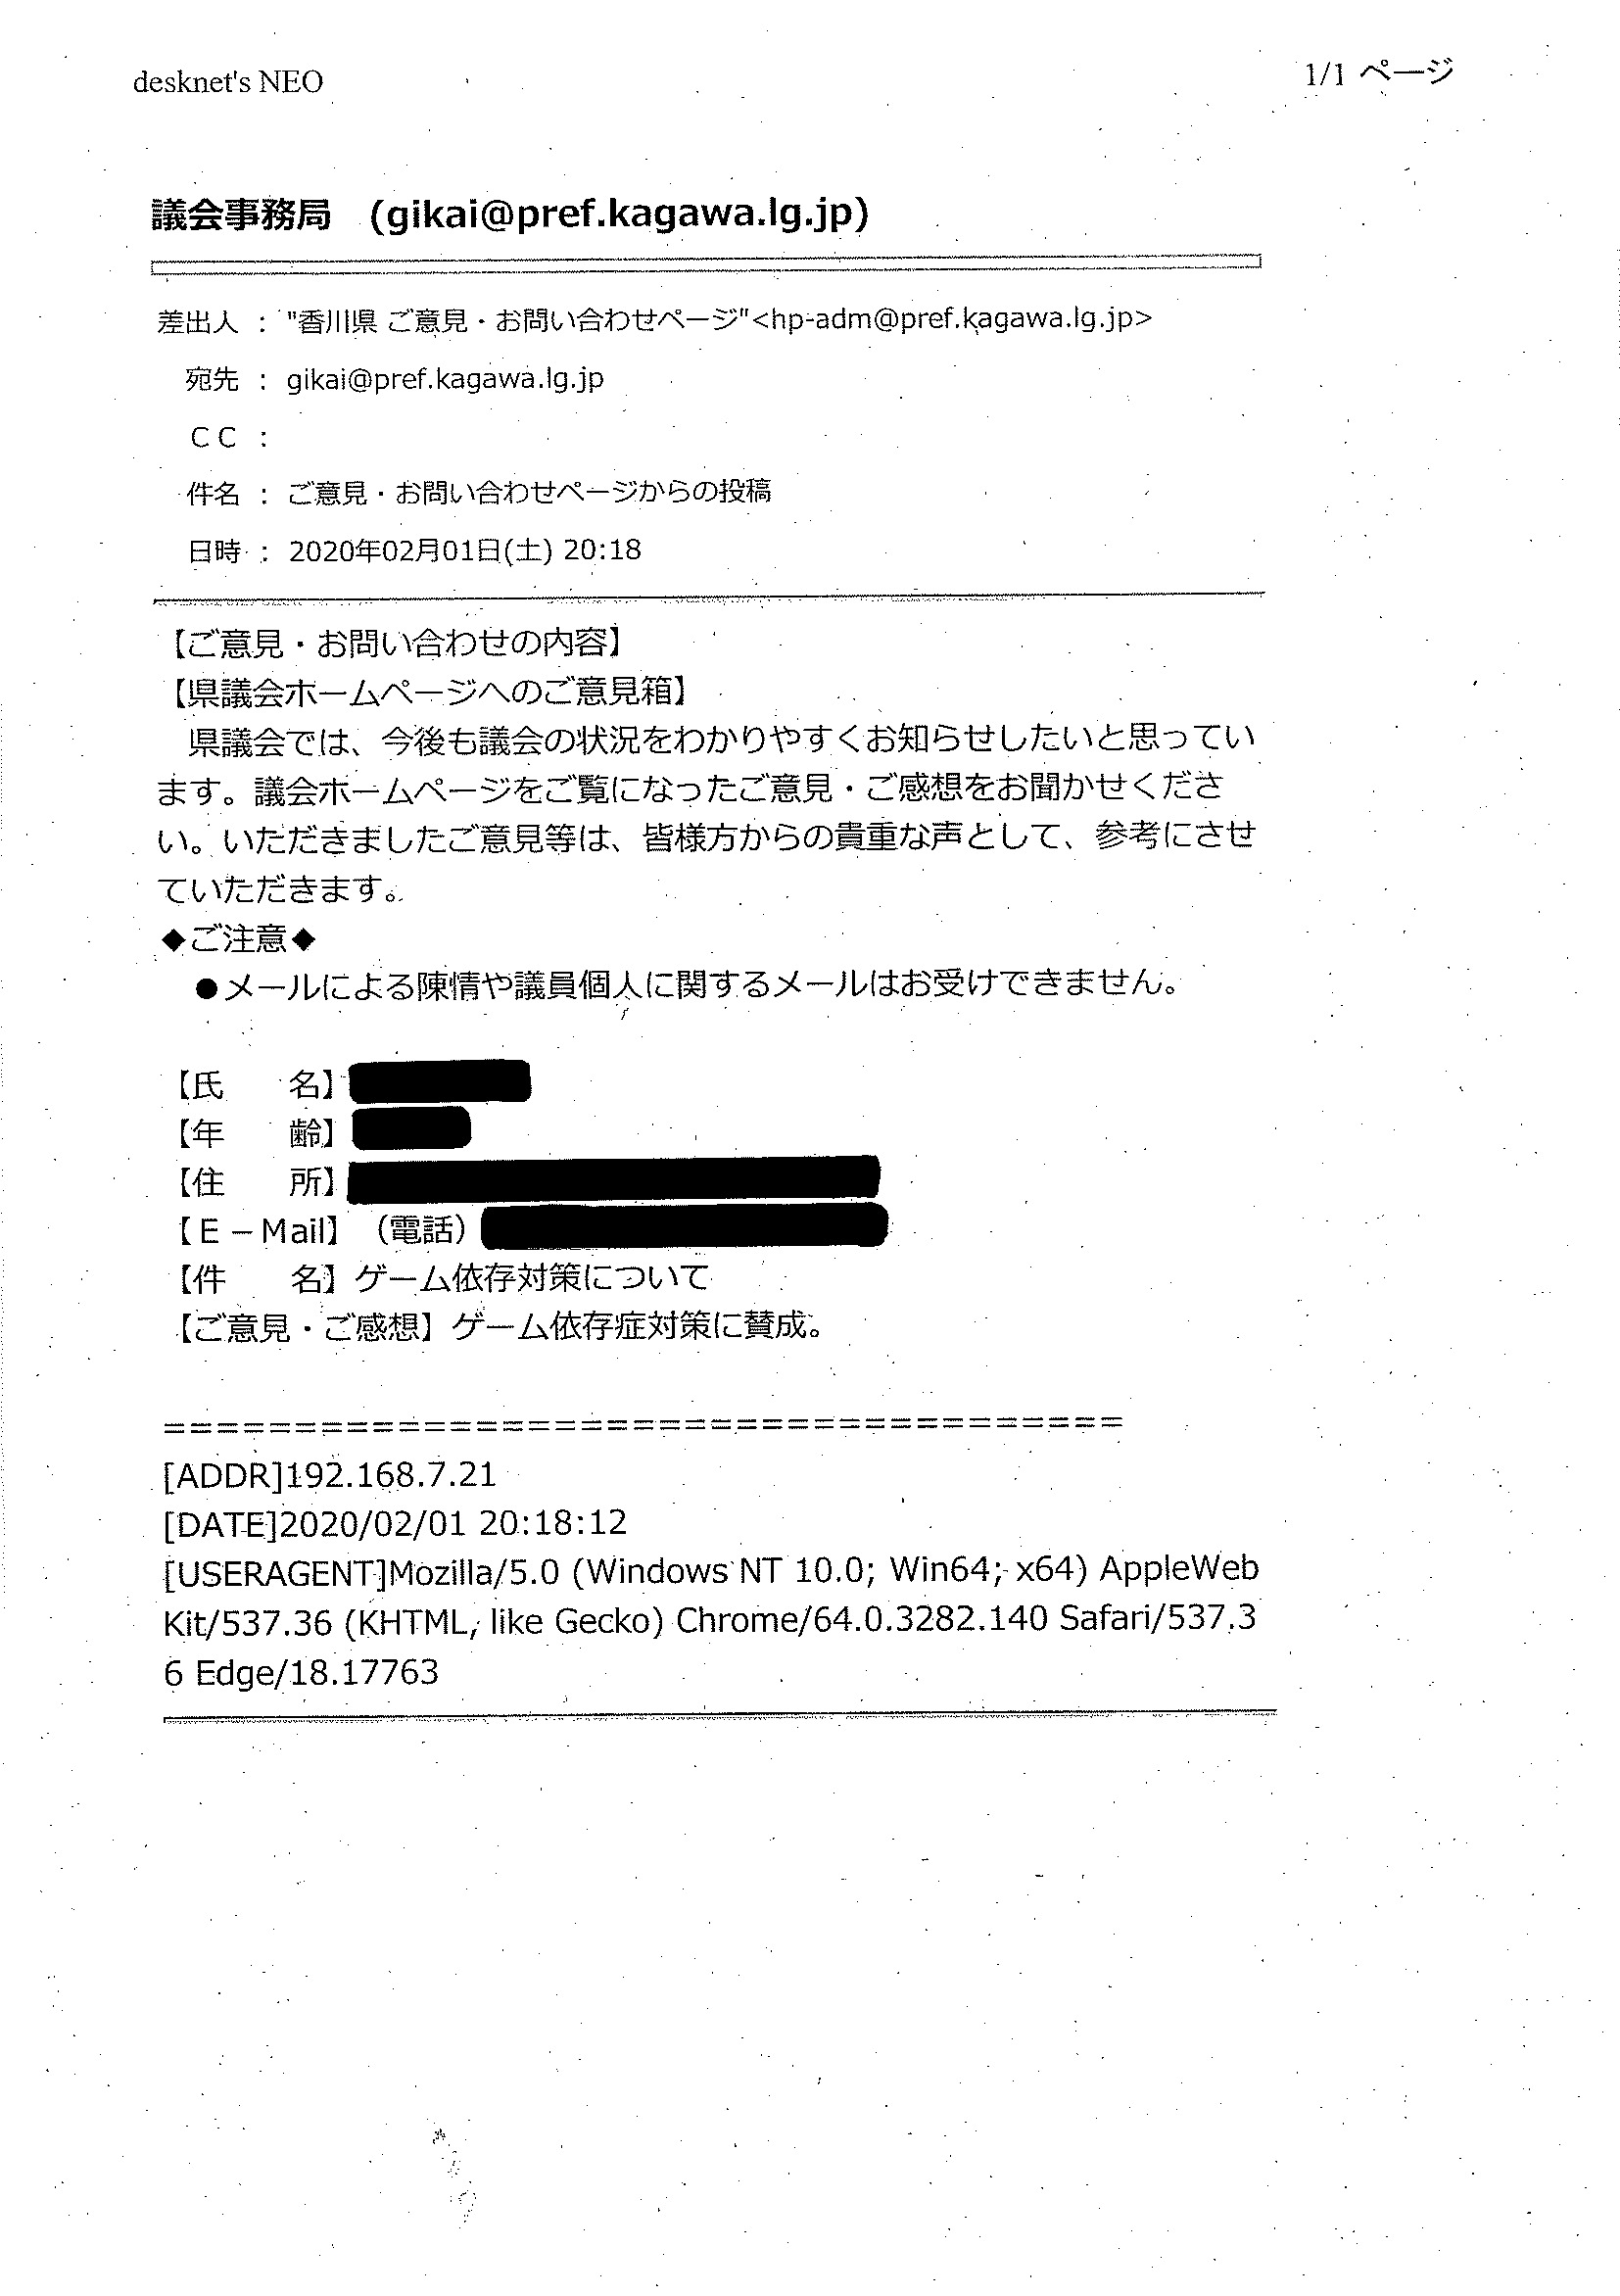 desknet's NEO
1/1 ページ
議会事務局　(gikai@pref.kagawa.lg.jp)
差出人 ： "香川県 ご意見・お問い合わせページ"<hp-adm@pref.kagawa.lg.jp>
宛先 ： gikai@pref.kagawa.lg.jp
ＣＣ ：
件名 ： ご意見・お問い合わせページからの投稿
日時 ： 2020年02月01日(土) 20:18
【ご意見・お問い合わせの内容】
【県議会ホームページへのご意見箱】
　県議会では、今後も議会の状況をわかりやすくお知らせしたいと思ってい
ます。議会ホームページをご覧になったご意見・ご感想をお聞かせくださ
い。いただきましたご意見等は、皆様方からの貴重な声として、参考にさせ
ていただきます。
◆ご注意◆
　●メールによる陳情や議員個人に関するメールはお受けできません。
【氏　　名】
【年　　齢】
【住　　所】
【Ｅ－Mail】（電話）
【件　　名】ゲーム依存対策について
【ご意見・ご感想】ゲーム依存症対策に賛成。
=====================================
[ADDR]192.168.7.21
[DATE]2020/02/01 20:18:12
[USERAGENT]Mozilla/5.0 (Windows NT 10.0; Win64; x64) AppleWeb
Kit/537.36 (KHTML, like Gecko) Chrome/64.0.3282.140 Safari/537.3
6 Edge/18.17763